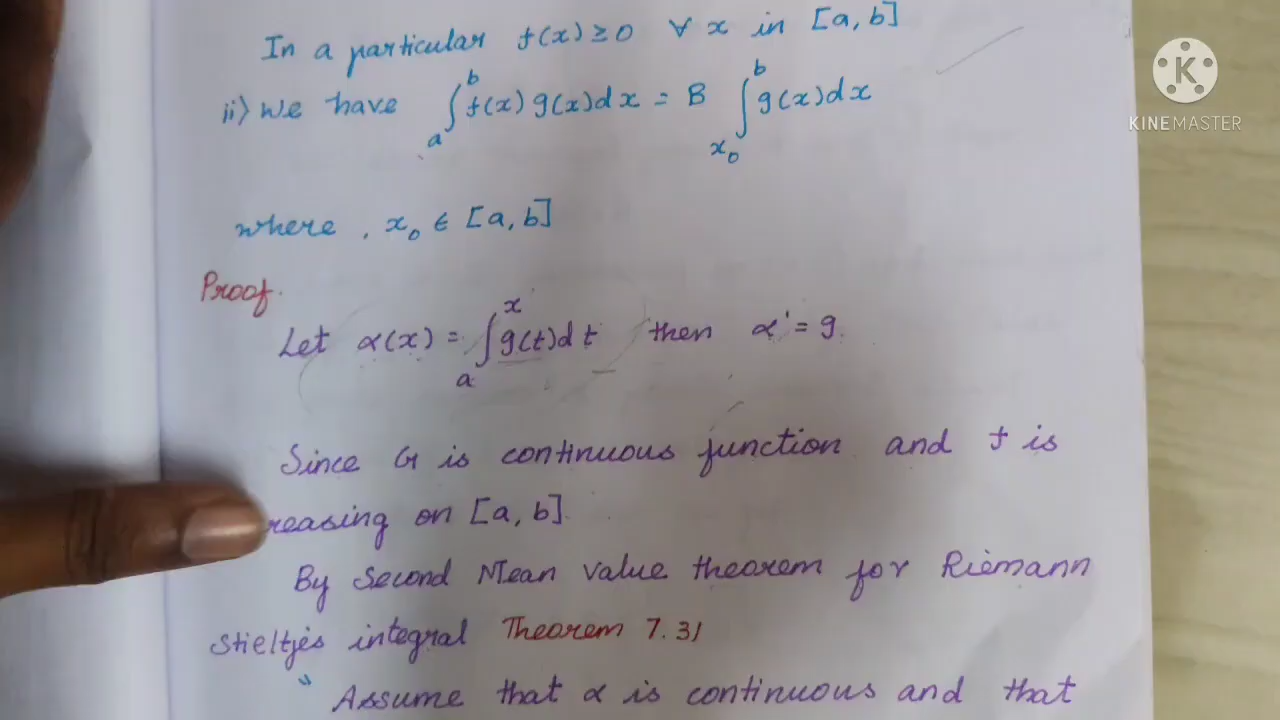 In a particular f(x) ≥ 0 ∀ x in [a, b]
ii) We have ∫_a^b f(x) g(x) dx = B ∫_{x_0}^b g(x) dx
KINEMASTER
where, x_0 ∈ [a, b]
Proof.
Let α(x) = ∫_a^x g(t) dt then α' = g.
Since G is continuous function and f is
reasing on [a, b].
By Second Mean value theorem for Riemann
Stieltjes integral Theorem 7.31
" Assume that α is continuous and that